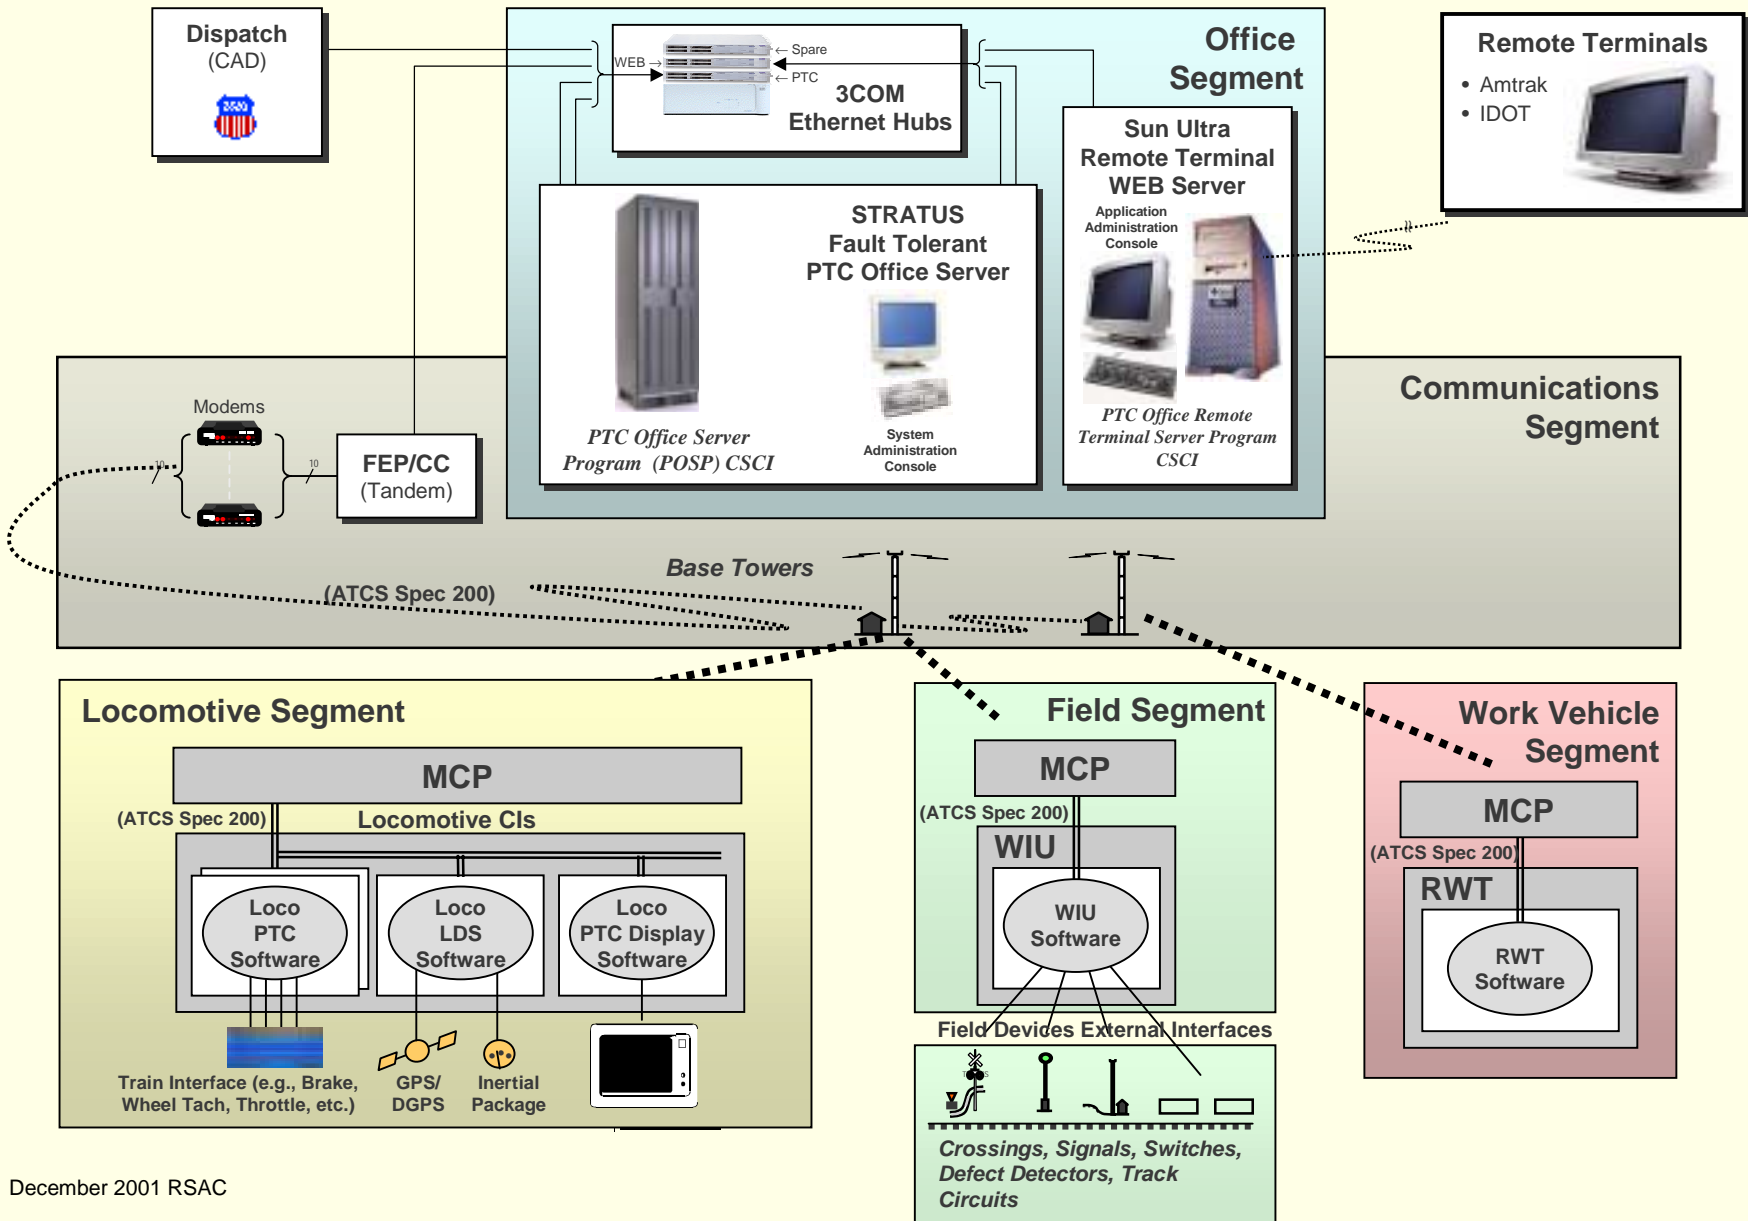 Dispatch
(CAD)
WEB →
← Spare
← PTC
3COM
Ethernet Hubs
Office
Segment
Remote Terminals
• Amtrak
• IDOT
STRATUS
Fault Tolerant
PTC Office Server
PTC Office Server
Program (POSP) CSCI
System
Administration
Console
Sun Ultra
Remote Terminal
WEB Server
Application
Administration
Console
PTC Office Remote
Terminal Server Program
CSCI
Communications
Segment
Modems
10
10
FEP/CC
(Tandem)
Base Towers
(ATCS Spec 200)
Locomotive Segment
MCP
(ATCS Spec 200)
Locomotive CIs
Loco
PTC
Software
Loco
LDS
Software
Loco
PTC Display
Software
Train Interface (e.g., Brake,
Wheel Tach, Throttle, etc.)
GPS/
DGPS
Inertial
Package
Field Segment
MCP
(ATCS Spec 200)
WIU
WIU
Software
Field Devices External Interfaces
Crossings, Signals, Switches,
Defect Detectors, Track
Circuits
Work Vehicle
Segment
MCP
(ATCS Spec 200)
RWT
RWT
Software
December 2001 RSAC